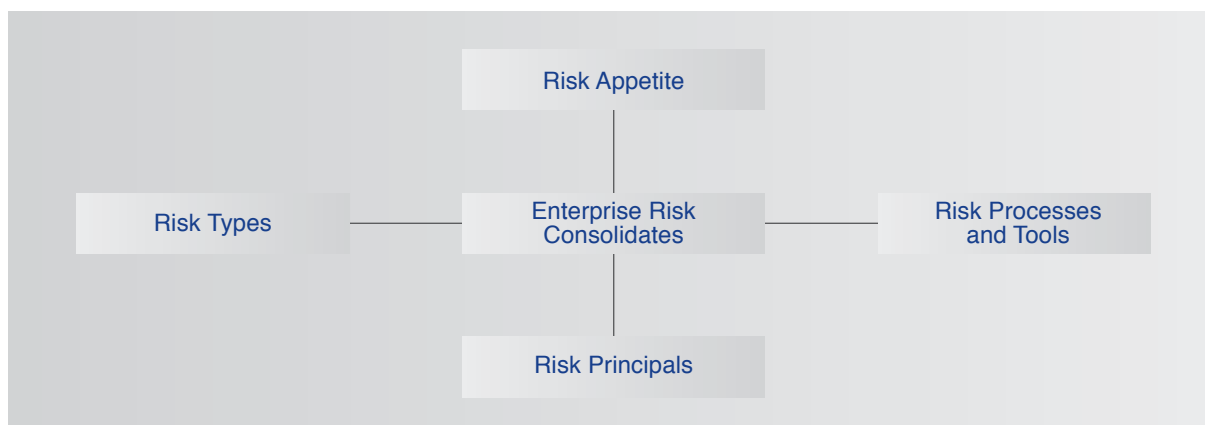 Risk Appetite
Risk Types
Enterprise Risk
Consolidates
Risk Processes
and Tools
Risk Principals